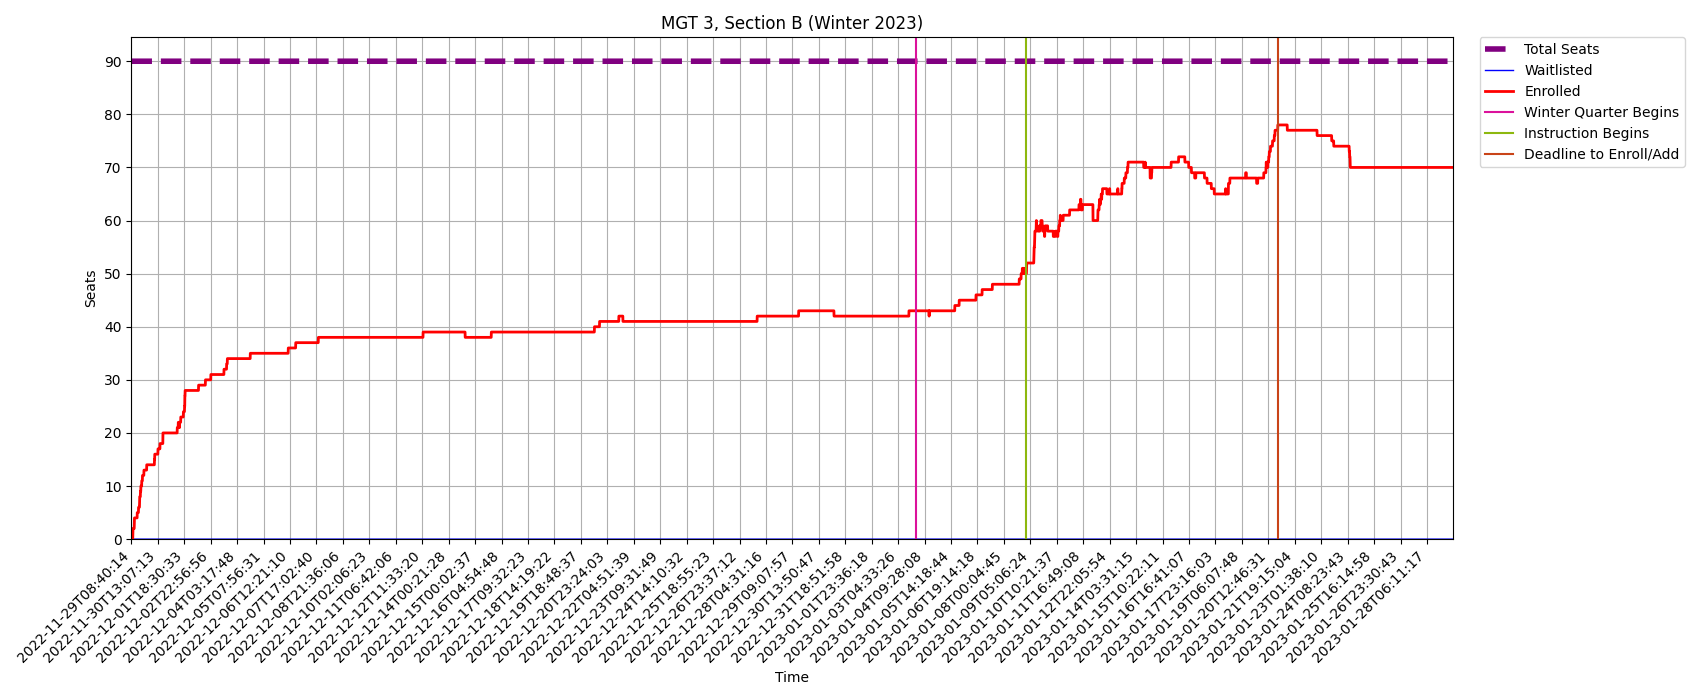 MGT 3, Section B (Winter 2023)
Total Seats
Waitlisted
Enrolled
Winter Quarter Begins
Instruction Begins
Deadline to Enroll/Add
Seats
90
80
70
60
50
40
30
20
10
0
2022-11-29T08:40:14
2022-11-30T13:07:13
2022-12-01T18:30:33
2022-12-02T22:56:56
2022-12-04T03:17:48
2022-12-05T07:56:31
2022-12-06T12:21:10
2022-12-07T17:02:40
2022-12-08T21:36:06
2022-12-10T02:06:23
2022-12-11T06:42:06
2022-12-12T11:33:20
2022-12-14T00:21:28
2022-12-15T00:02:37
2022-12-16T04:54:48
2022-12-17T09:32:23
2022-12-18T14:19:22
2022-12-19T18:48:37
2022-12-20T23:24:03
2022-12-22T04:51:39
2022-12-23T09:31:49
2022-12-24T14:10:32
2022-12-25T18:55:23
2022-12-26T23:37:12
2022-12-28T04:31:16
2022-12-29T09:07:57
2022-12-30T13:50:47
2022-12-31T18:51:58
2023-01-01T23:36:18
2023-01-03T04:33:26
2023-01-04T09:28:08
2023-01-05T14:18:44
2023-01-06T19:14:18
2023-01-08T00:04:45
2023-01-09T05:06:24
2023-01-10T10:21:37
2023-01-11T16:49:08
2023-01-12T22:05:54
2023-01-14T03:31:15
2023-01-15T10:22:11
2023-01-16T16:41:07
2023-01-17T23:16:03
2023-01-19T06:07:48
2023-01-20T12:46:31
2023-01-21T19:15:04
2023-01-23T01:38:10
2023-01-24T08:23:43
2023-01-25T16:14:58
2023-01-26T23:30:43
2023-01-28T06:11:17
Time